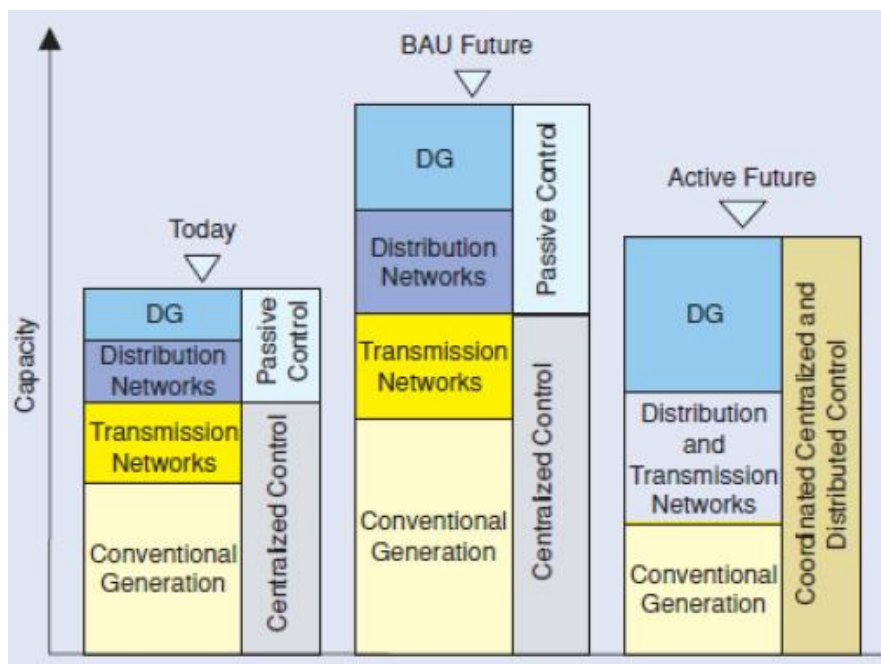 BAU Future
Active Future
Today
Capacity
DG
Distribution
Networks
Transmission
Networks
Conventional
Generation
Passive
Control
Centralized Control
DG
Distribution
Networks
Transmission
Networks
Conventional
Generation
Passive Control
Centralized Control
DG
Distribution
and
Transmission
Networks
Conventional
Generation
Coordinated Centralized and
Distributed Control